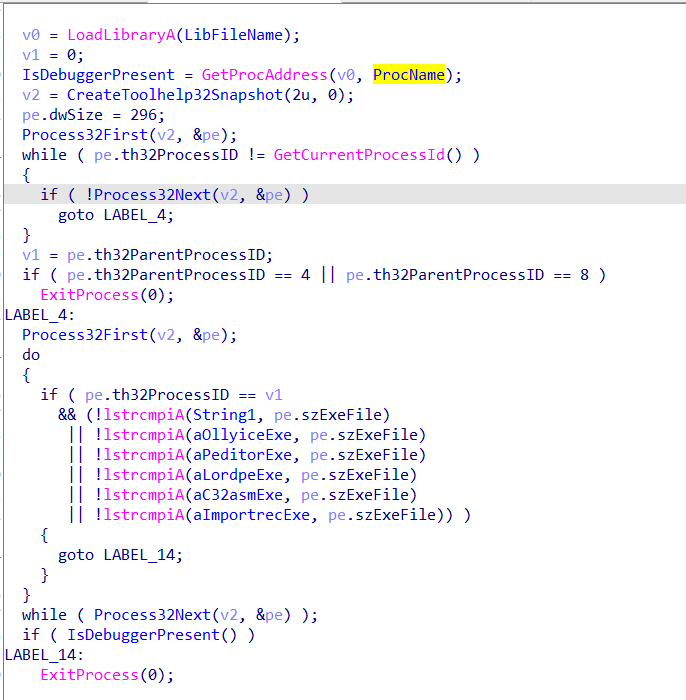 v0 = LoadLibraryA(LibFileName);
v1 = 0;
IsDebuggerPresent = GetProcAddress(v0, ProcName);
v2 = CreateToolhelp32Snapshot(2u, 0);
pe.dwSize = 296;
Process32First(v2, &pe);
while ( pe.th32ProcessID != GetCurrentProcessId() )
{
if ( !Process32Next(v2, &pe) )
goto LABEL_4;
}
v1 = pe.th32ParentProcessID;
if ( pe.th32ParentProcessID == 4 || pe.th32ParentProcessID == 8 )
ExitProcess(0);
LABEL_4:
Process32First(v2, &pe);
do
{
if ( pe.th32ProcessID == v1
&& (!lstrcmpiA(String1, pe.szExeFile)
|| !lstrcmpiA(aOllyiceExe, pe.szExeFile)
|| !lstrcmpiA(aPeditorExe, pe.szExeFile)
|| !lstrcmpiA(aLordpeExe, pe.szExeFile)
|| !lstrcmpiA(aC32asmExe, pe.szExeFile)
|| !lstrcmpiA(aImportrecExe, pe.szExeFile)) )
{
goto LABEL_14;
}
}
while ( Process32Next(v2, &pe) );
if ( IsDebuggerPresent() )
LABEL_14:
ExitProcess(0);